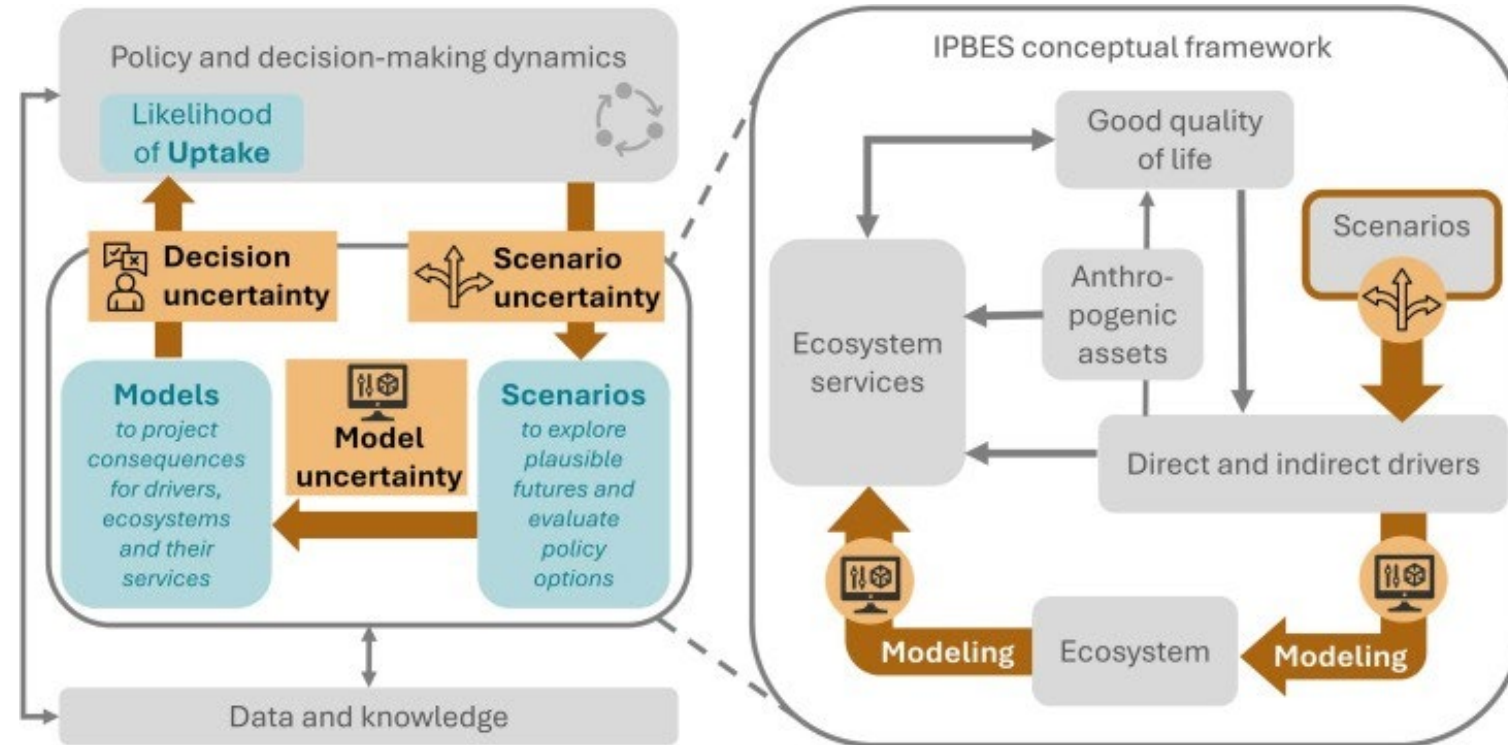 Policy and decision-making dynamics
Likelihood
of Uptake
Decision
uncertainty
Scenario
uncertainty
Models
to project
consequences
for drivers,
ecosystems
and their
services
Model
uncertainty
Scenarios
to explore
plausible
futures and
evaluate
policy
options
Data and knowledge
IPBES conceptual framework
Good quality
of life
Scenarios
Anthro-
pogenic
assets
Ecosystem
services
Direct and indirect drivers
Modeling
Ecosystem
Modeling